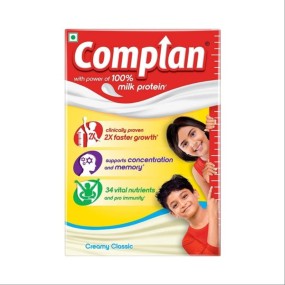 Complan
with power of 100%
milk protein*
2X
clinically proven
2X faster growth*
supports concentration
and memory*
34 vital nutrients
and pro immunity*
Creamy Classic